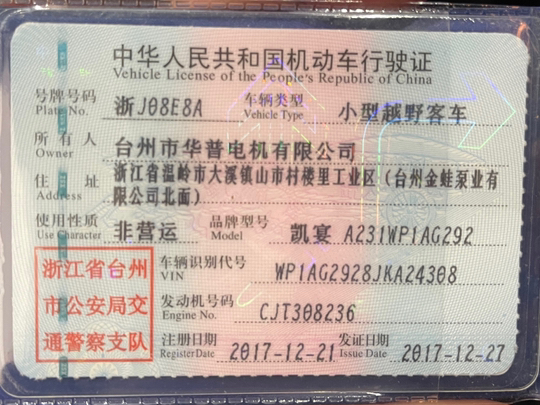 中华人民共和国机动车行驶证
Vehicle License of the People's Republic of China
号牌号码 浙J08E8A 车辆类型 小型越野客车
Plate No. Vehicle Type
所有人 台州市华普电机有限公司
Owner
住址 浙江省温岭市大溪镇山市村楼里工业区（台州金蛙泵业有
Address 限公司北面）
使用性质 非营运 品牌型号 凯宴 A231WP1AG292
Use Character Model
浙江省台州 车辆识别代号 WP1AG2928JKA24308
VIN
市公安局交 发动机号码 CJT308236
Engine No.
通警察支队 注册日期 2017-12-21 发证日期 2017-12-27
Register Date Issue Date